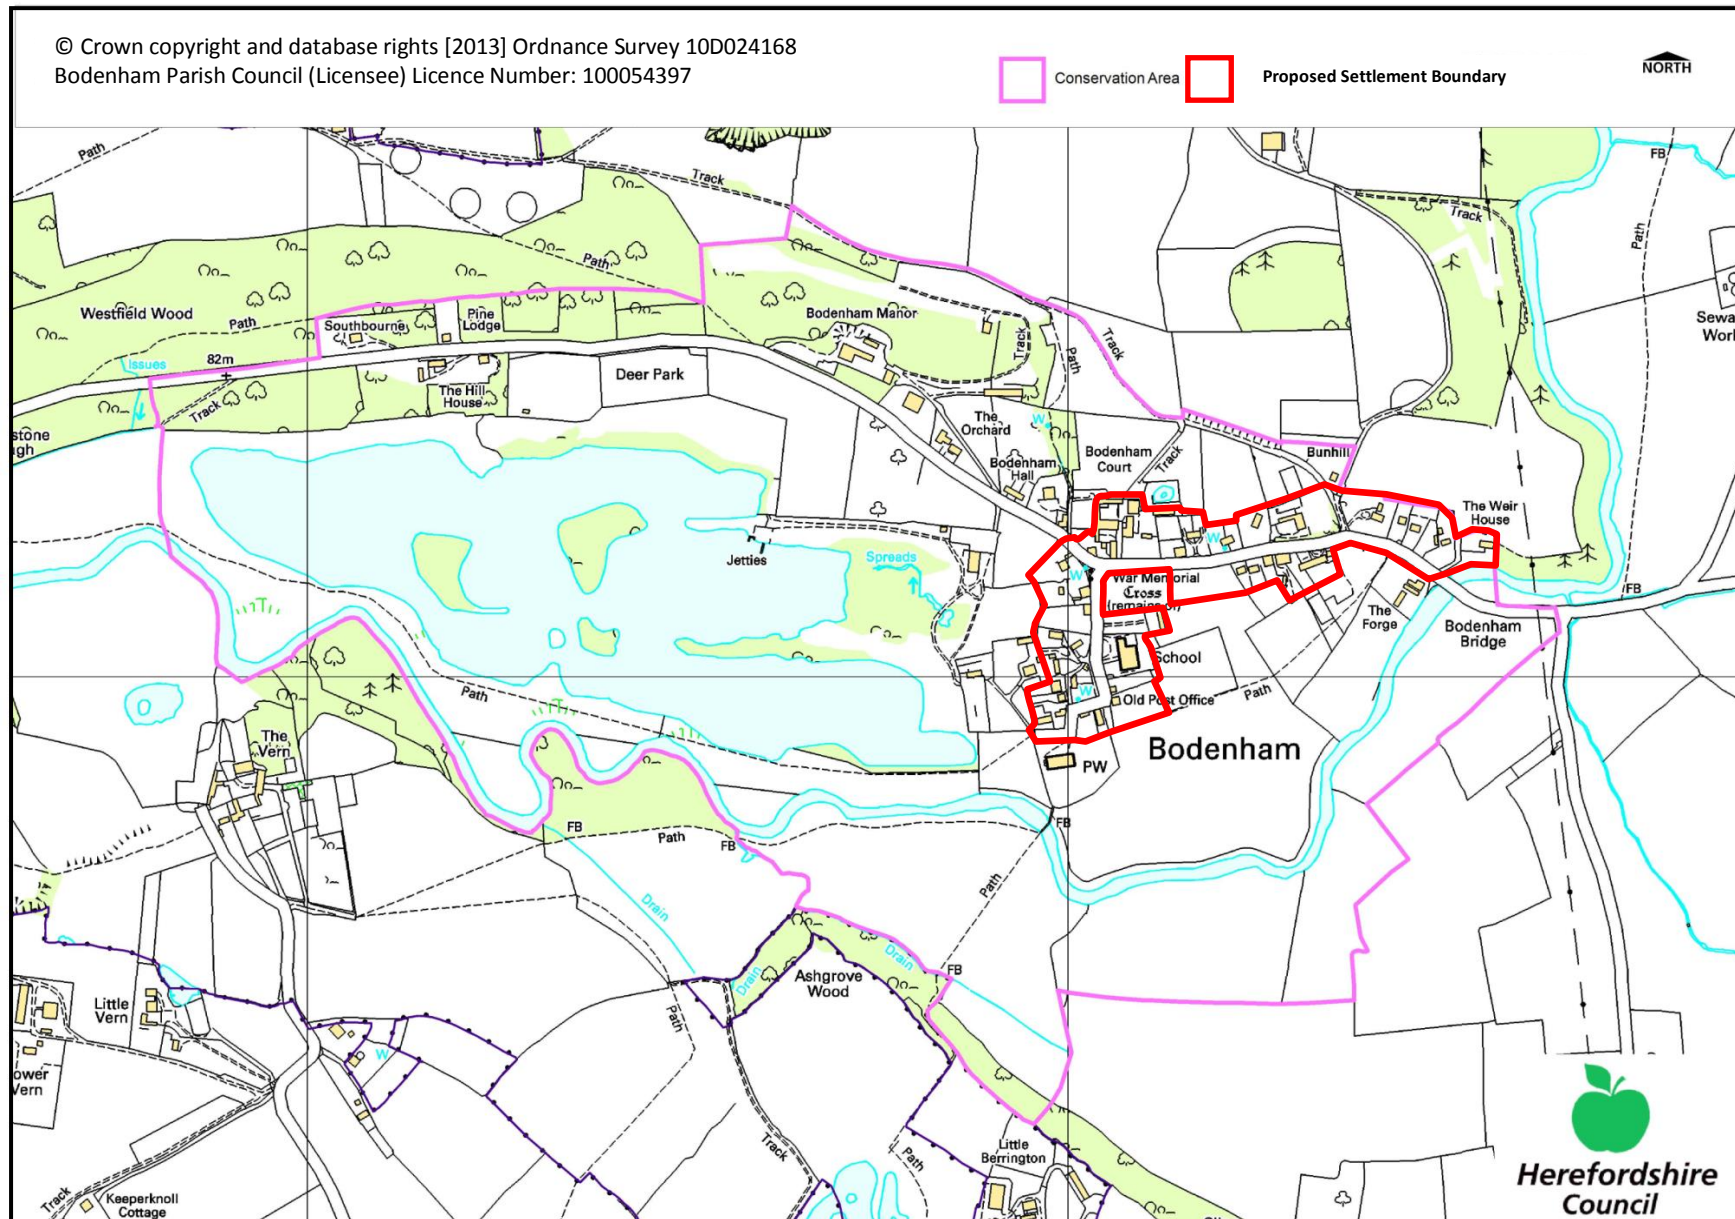 © Crown copyright and database rights [2013] Ordnance Survey 10D024168
Bodenham Parish Council (Licensee) Licence Number: 100054397
Conservation Area
Proposed Settlement Boundary
NORTH
Path
Track
FB
Track
Path
Path
Westfield Wood
Path
Southbourne
Pine
Lodge
Bodenham Manor
Track
Path
Track
Issues
82m
Track
The Hill
House
Deer Park
The
Orchard
W
Bodenham
Hall
Bodenham
Court
Track
Bunhill
The Weir
House
W
Jetties
Spreads
W
War Memorial
Cross
(remains of)
The
Forge
Bodenham
Bridge
FB
School
Path
Path
W
Old Post Office
Bodenham
PW
The
Vern
FB
Path
FB
FB
Path
Drain
Drain
Drain
FB
Ashgrove
Wood
Little
Vern
W
Path
Track
Path
Little
Berrington
Track
Keeperknoll
Cottage
Herefordshire
Council